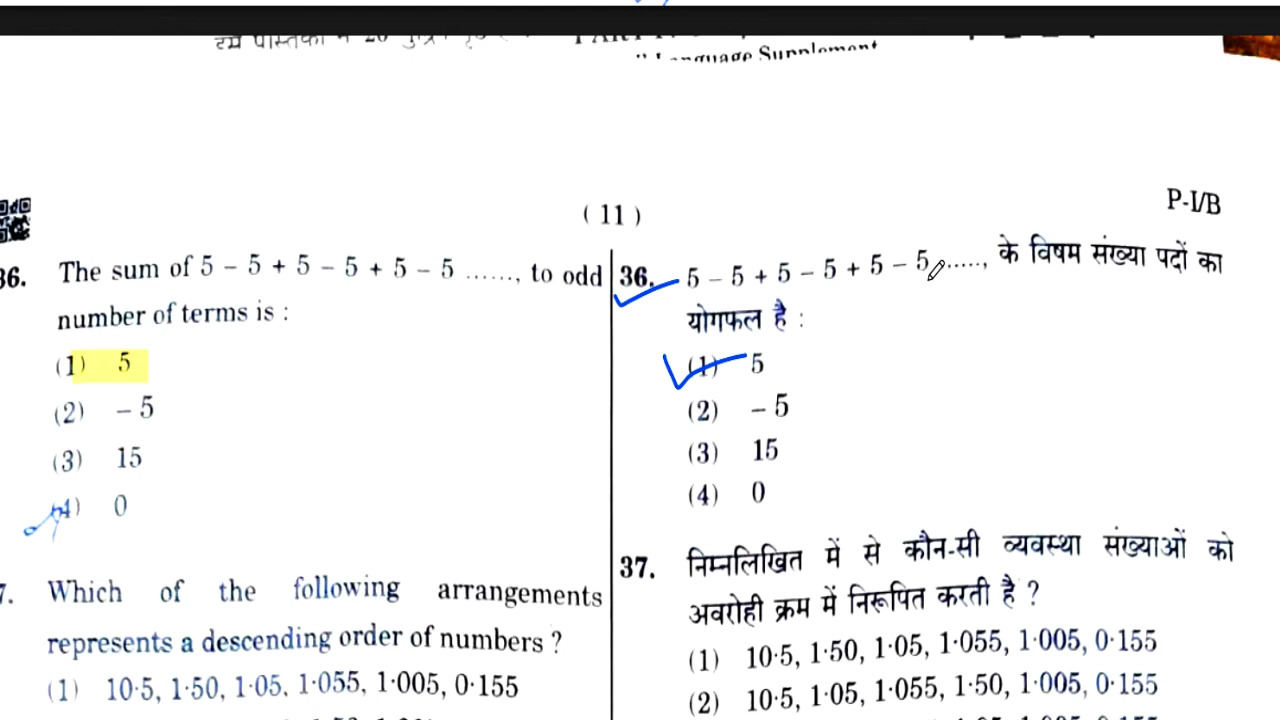 Language Supplement
( 11 )
P-I/B
36. The sum of 5 – 5 + 5 – 5 + 5 – 5 ......, to odd
number of terms is :
(1) 5
(2) – 5
(3) 15
(4) 0
7. Which of the following arrangements
represents a descending order of numbers ?
(1) 10·5, 1·50, 1·05, 1·055, 1·005, 0·155
36. 5 – 5 + 5 – 5 + 5 – 5 ......, के विषम संख्या पदों का
योगफल है :
(1) 5
(2) – 5
(3) 15
(4) 0
37. निम्नलिखित में से कौन-सी व्यवस्था संख्याओं को
अवरोही क्रम में निरूपित करती है ?
(1) 10·5, 1·50, 1·05, 1·055, 1·005, 0·155
(2) 10·5, 1·05, 1·055, 1·50, 1·005, 0·155